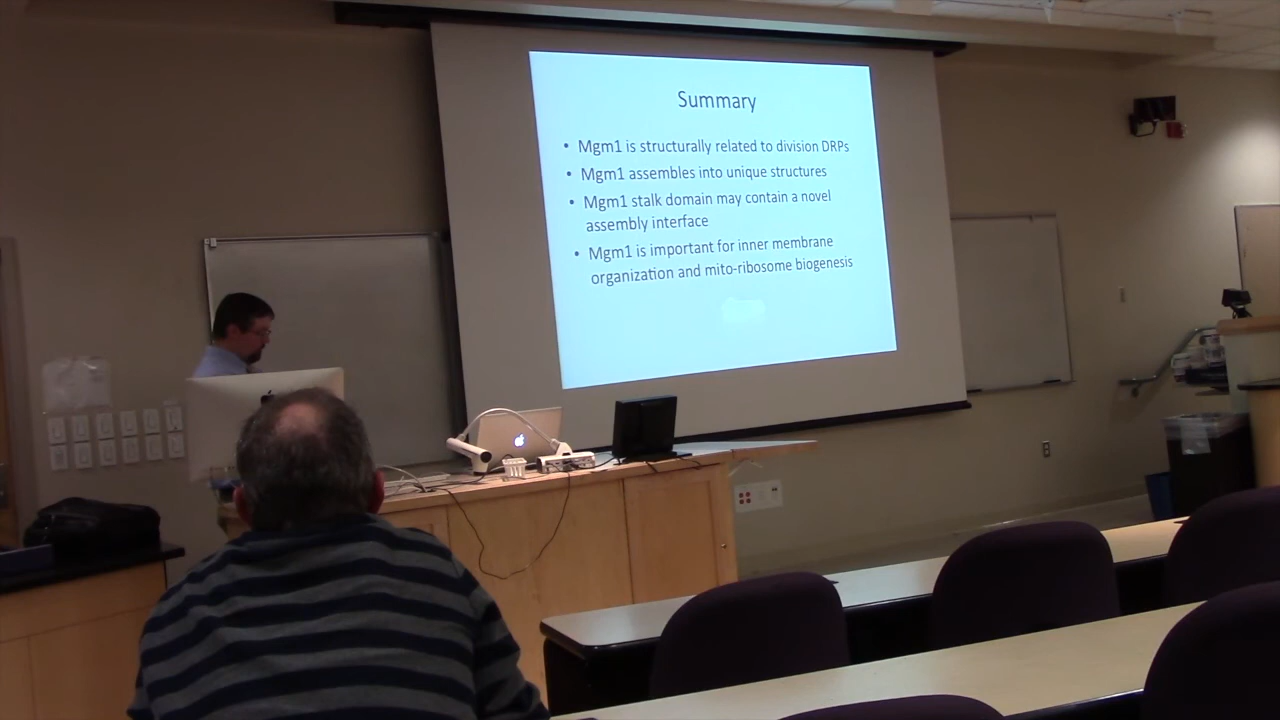 Summary
• Mgm1 is structurally related to division DRPs
• Mgm1 assembles into unique structures
• Mgm1 stalk domain may contain a novel
assembly interface
• Mgm1 is important for inner membrane
organization and mito-ribosome biogenesis